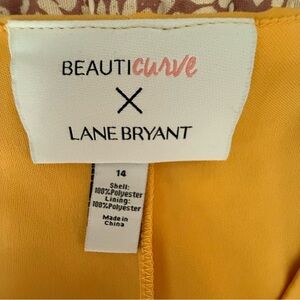 BEAUTICURVE
X
LANE BRYANT
14
Shell:
100%Polyester
Lining:
100%Polyester
Made in
China